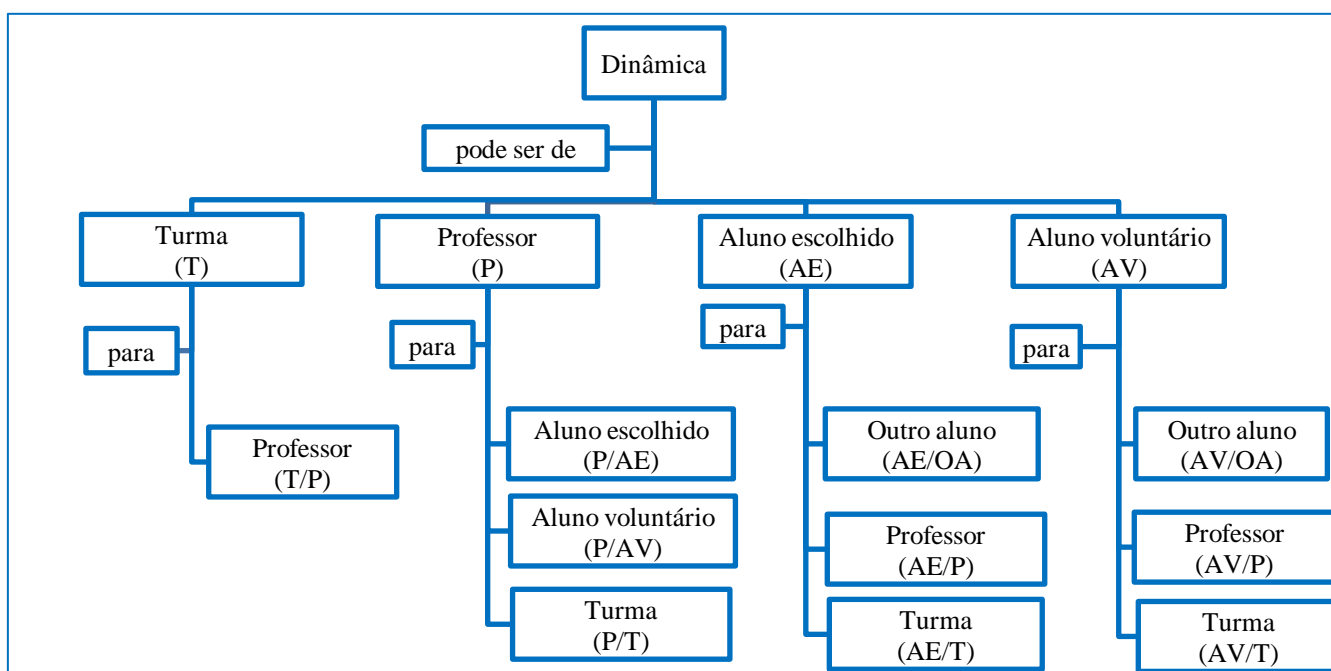 Dinâmica
pode ser de
Turma
(T)
Professor
(P)
Aluno escolhido
(AE)
Aluno voluntário
(AV)
para
para
para
para
Professor
(T/P)
Aluno escolhido
(P/AE)
Aluno voluntário
(P/AV)
Turma
(P/T)
Outro aluno
(AE/OA)
Professor
(AE/P)
Turma
(AE/T)
Outro aluno
(AV/OA)
Professor
(AV/P)
Turma
(AV/T)